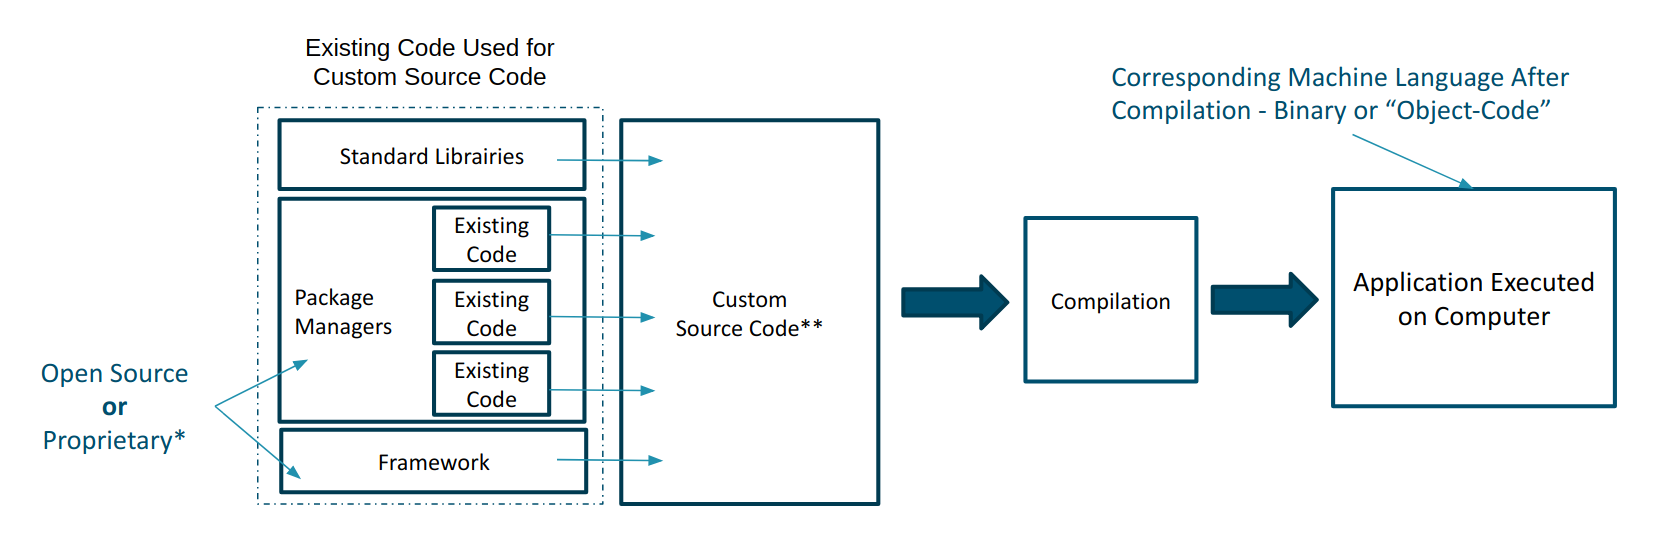 Existing Code Used for
Custom Source Code
Standard Librairies
Existing
Code
Package
Managers
Existing
Code
Existing
Code
Framework
Open Source
or
Proprietary*
Custom
Source Code**
Compilation
Corresponding Machine Language After
Compilation - Binary or “Object-Code”
Application Executed
on Computer